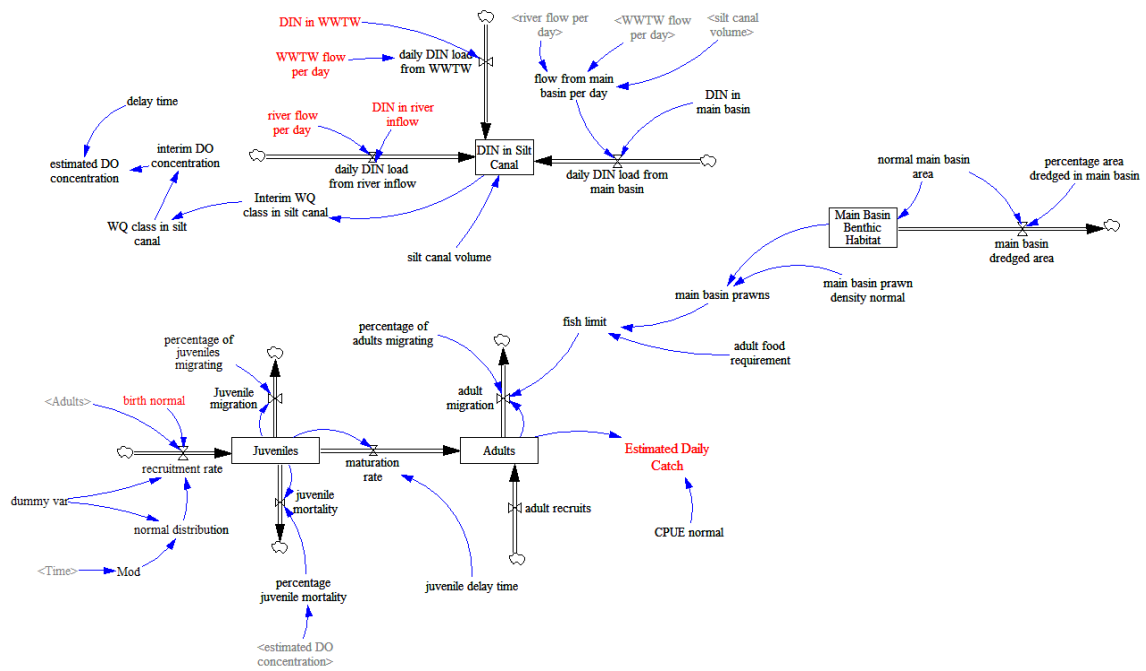 DIN in WWTW
<river flow per
day>
<WWTW flow
per day>
<silt canal
volume>
WWTW flow
per day
daily DIN load
from WWTW
flow from main
basin per day
DIN in
main basin
delay time
river flow
per day
DIN in river
inflow
estimated DO
concentration
interim DO
concentration
daily DIN load
from river inflow
DIN in Silt
Canal
daily DIN load from
main basin
normal main basin
area
percentage area
dredged in main basin
WQ class in silt
canal
Interim WQ
class in silt canal
silt canal volume
Main Basin
Benthic
Habitat
main basin
dredged area
main basin prawns
main basin prawn
density normal
percentage of
juveniles
migrating
percentage of
adults migrating
fish limit
adult food
requirement
<Adults>
birth normal
Juvenile
migration
adult
migration
recruitment rate
Juveniles
maturation
rate
Adults
Estimated Daily
Catch
dummy var
normal distribution
juvenile
mortality
adult recruits
CPUE normal
<Time>
Mod
percentage
juvenile mortality
juvenile delay time
<estimated DO
concentration>